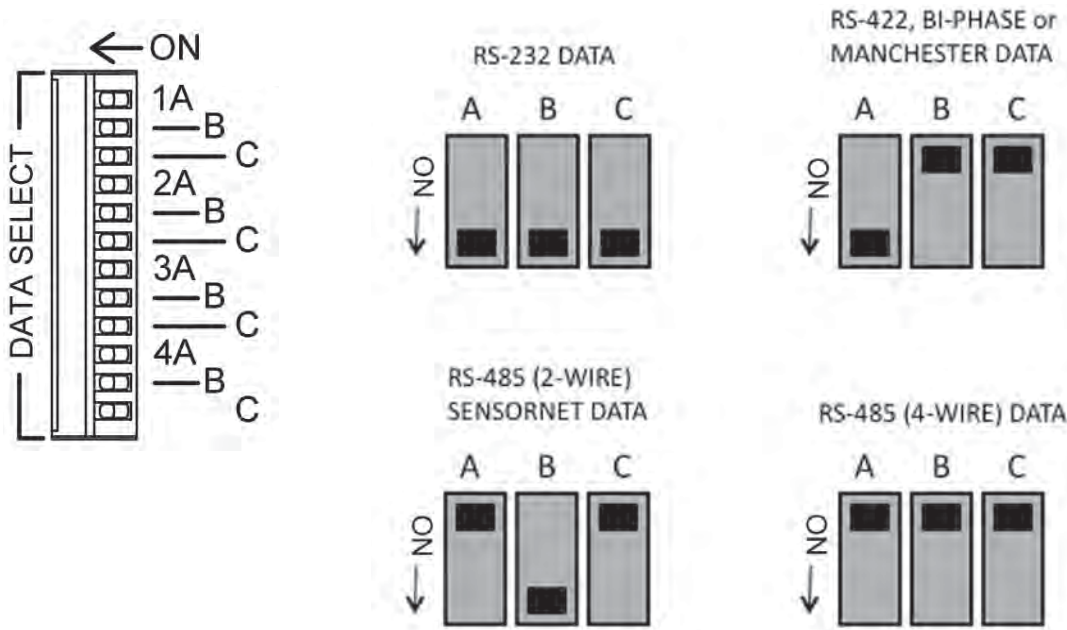 ON
DATA SELECT
1A
B
C
2A
B
C
3A
B
C
4A
B
C
RS-232 DATA
A B C
ON
RS-422, BI-PHASE or
MANCHESTER DATA
A B C
ON
RS-485 (2-WIRE)
SENSORNET DATA
A B C
ON
RS-485 (4-WIRE) DATA
A B C
ON